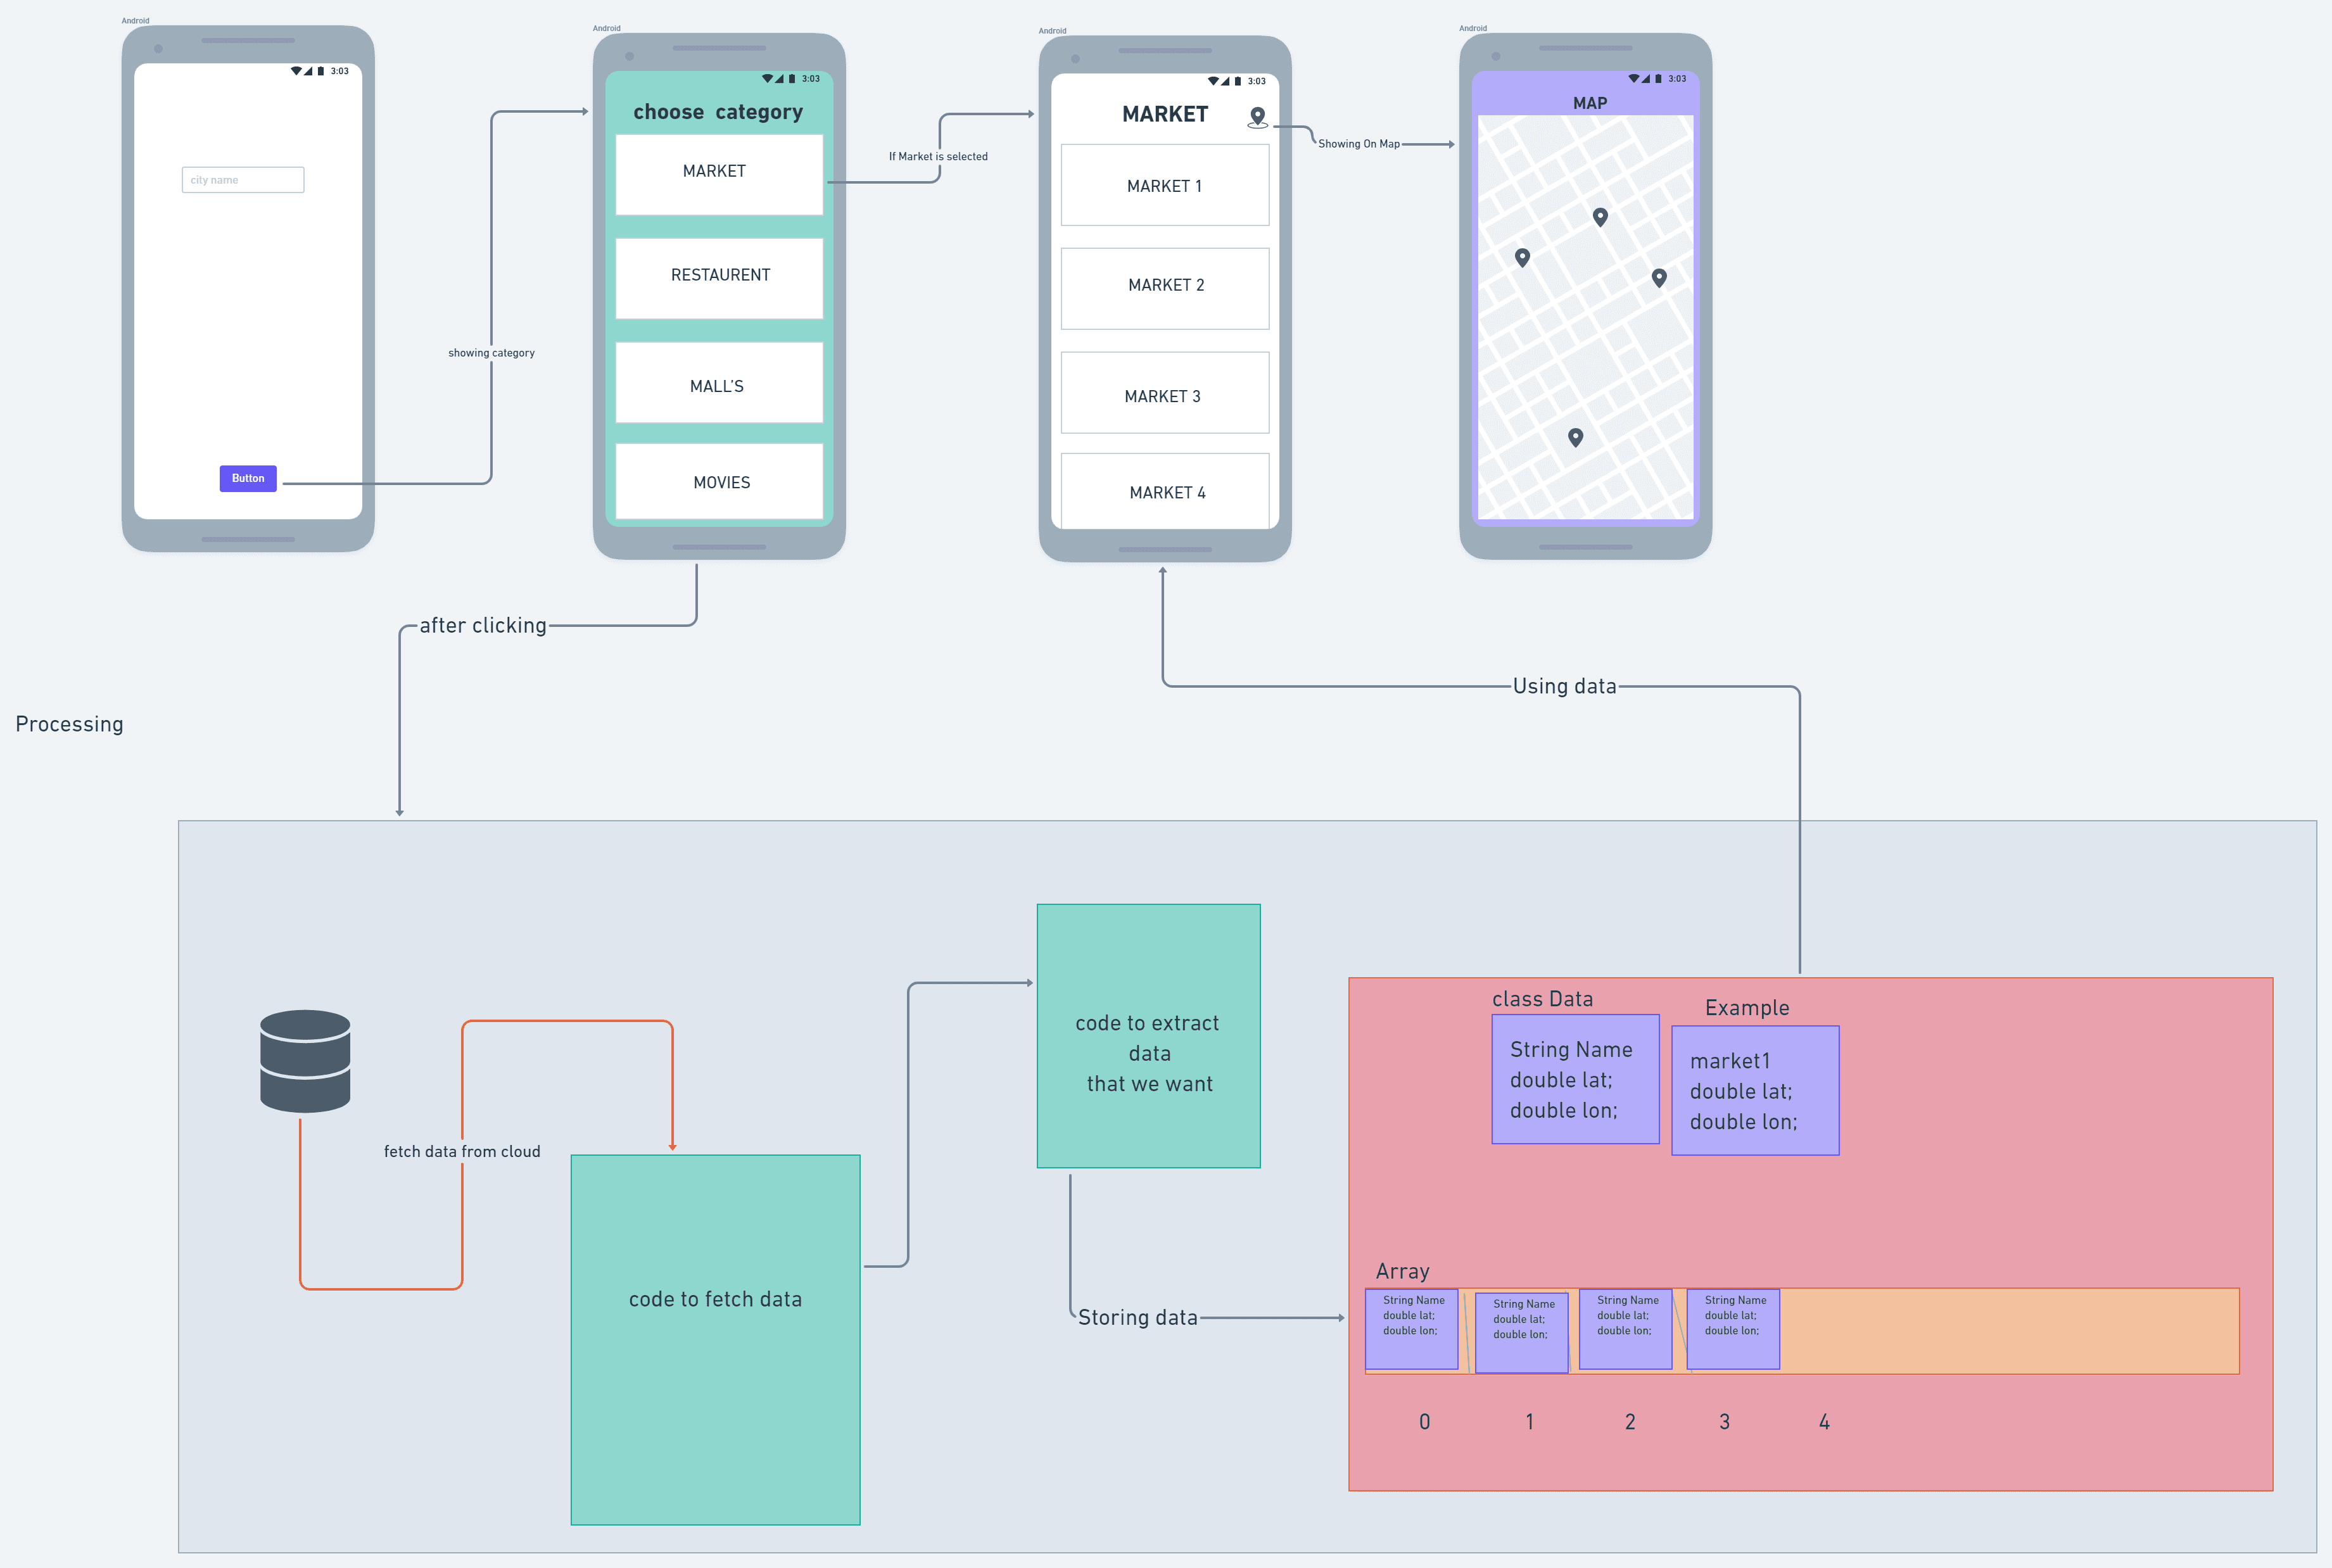 Android
3:03
city name
Button
showing category
Android
3:03
choose category
MARKET
RESTAURENT
MALL'S
MOVIES
If Market is selected
Android
3:03
MARKET
MARKET 1
MARKET 2
MARKET 3
MARKET 4
Showing On Map
Android
3:03
MAP
after clicking
Using data
Processing
fetch data from cloud
code to fetch data
code to extract
data
that we want
Storing data
class Data
String Name
double lat;
double lon;
Example
market1
double lat;
double lon;
Array
String Name
double lat;
double lon;
String Name
double lat;
double lon;
String Name
double lat;
double lon;
String Name
double lat;
double lon;
0 1 2 3 4